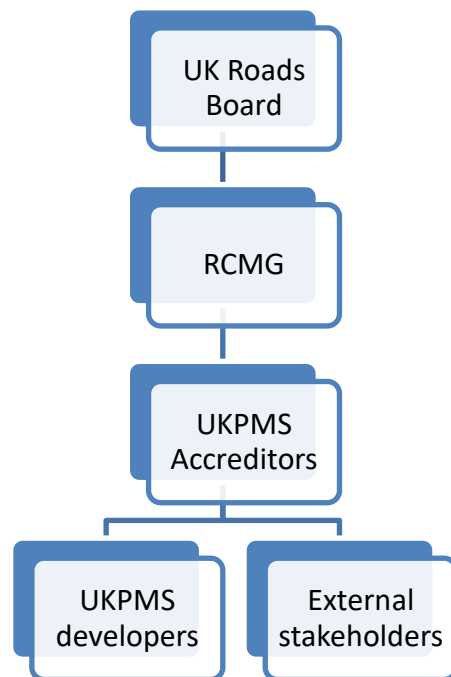 UK Roads
Board
RCMG
UKPMS
Accreditors
UKPMS
developers
External
stakeholders